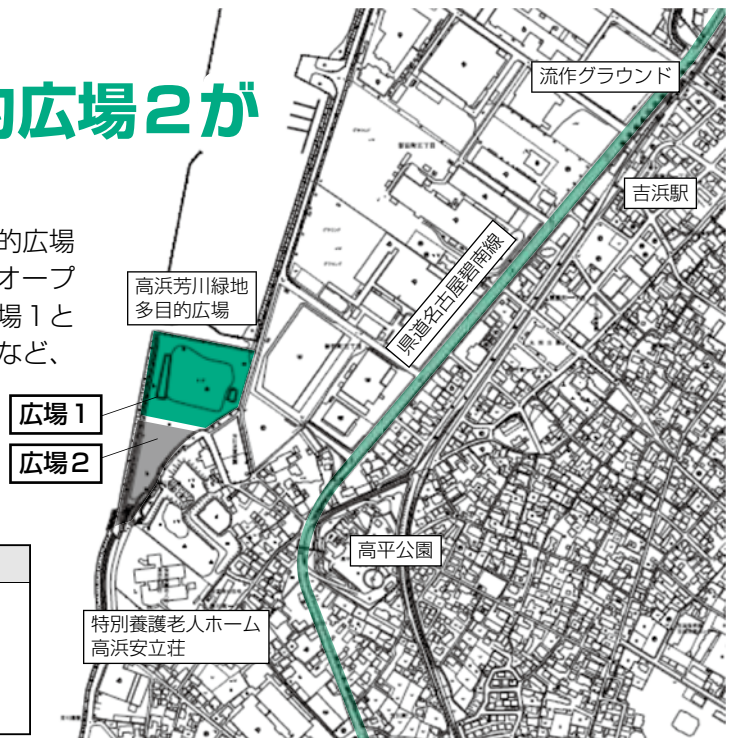 的広場2が
的広場
オープ
場1と
など、
流作グラウンド
吉浜駅
県道名古屋碧南線
高浜芳川緑地
多目的広場
広場1
広場2
高平公園
特別養護老人ホーム
高浜安立荘